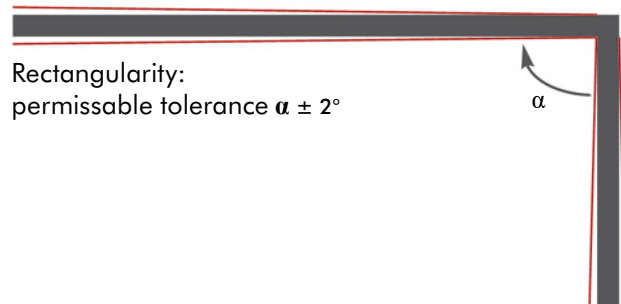 Rectangularity:
permissable tolerance α ± 2°
α